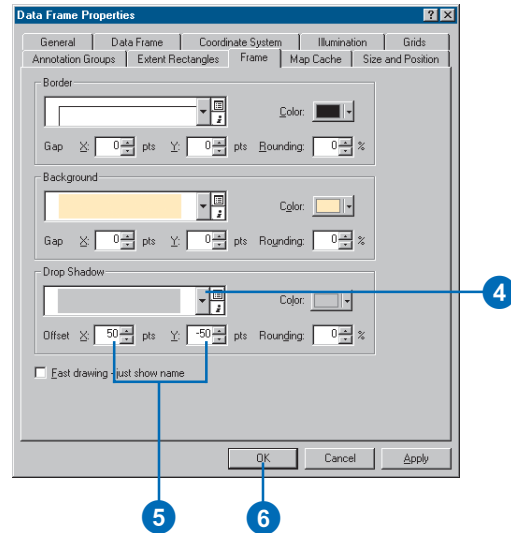 Data Frame Properties
General Data Frame Coordinate System Illumination Grids
Annotation Groups Extent Rectangles Frame Map Cache Size and Position
Border
Color:
Gap X: 0 pts Y: 0 pts Rounding: 0 %
Background
Color:
Gap X: 0 pts Y: 0 pts Rounding: 0 %
Drop Shadow
4
Color:
Offset X: 50 pts Y: -50 pts Rounding: 0 %
Fast drawing - just show name
OK Cancel Apply
5 6